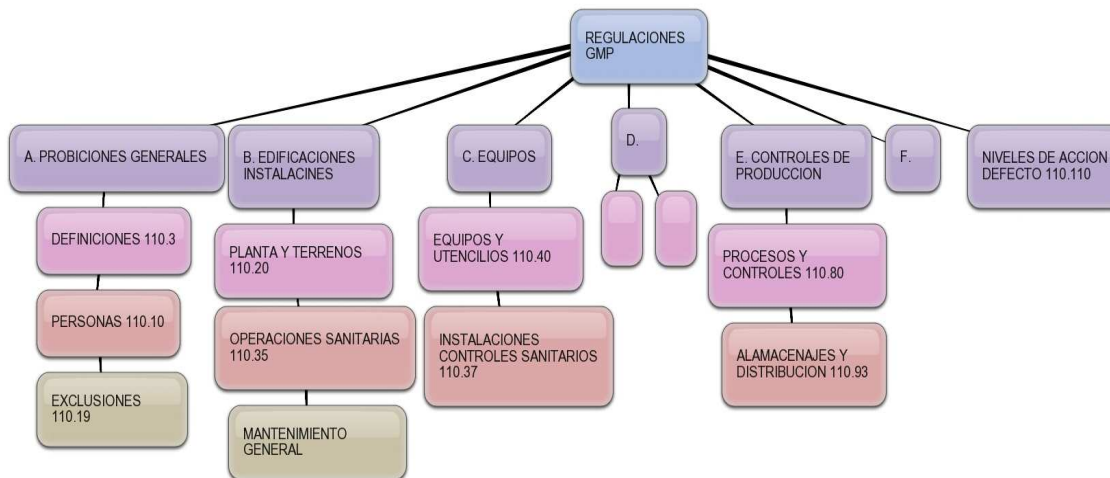 REGULACIONES
GMP
A. PROBICIONES GENERALES
B. EDIFICACIONES
INSTALACINES
C. EQUIPOS
D.
E. CONTROLES DE
PRODUCCION
F.
NIVELES DE ACCION
DEFECTO 110.110
DEFINICIONES 110.3
PLANTA Y TERRENOS
110.20
EQUIPOS Y
UTENCILIOS 110.40
PROCESOS Y
CONTROLES 110.80
PERSONAS 110.10
OPERACIONES SANITARIAS
110.35
INSTALACIONES
CONTROLES SANITARIOS
110.37
ALAMACENAJES Y
DISTRIBUCION 110.93
EXCLUSIONES
110.19
MANTENIMIENTO
GENERAL